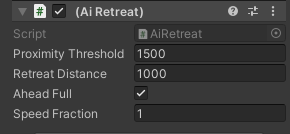 # (Ai Retreat)
Script # AiRetreat
Proximity Threshold 1500
Retreat Distance 1000
Ahead Full
Speed Fraction 1